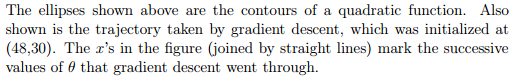 The ellipses shown above are the contours of a quadratic function. Also
shown is the trajectory taken by gradient descent, which was initialized at
(48,30). The x's in the figure (joined by straight lines) mark the successive
values of θ that gradient descent went through.